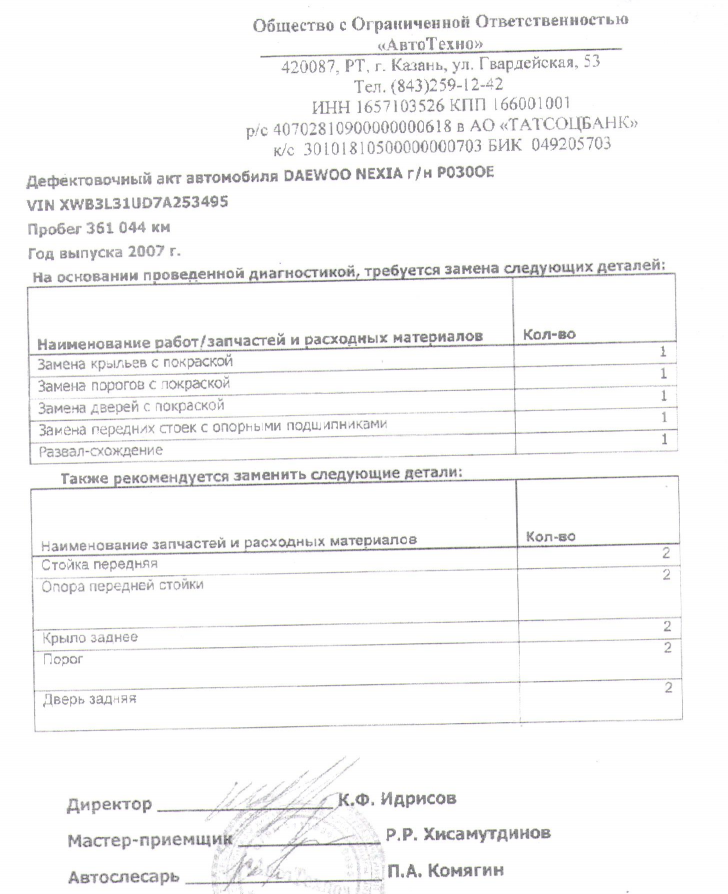 Общество с Ограниченной Ответственностью
«АвтоТехно»
420087, РТ, г. Казань, ул. Гвардейская, 53
Тел. (843)259-12-42
ИНН 1657103526 КПП 166001001
р/с 40702810900000000618 в АО «ТАТСОЦБАНК»
к/с 30101810500000000703 БИК 049205703
Дефектовочный акт автомобиля DAEWOO NEXIA г/н Р030ОЕ
VIN XWB3L31UD7A253495
Пробег 361 044 км
Год выпуска 2007 г.
На основании проведенной диагностикой, требуется замена следующих деталей:
Наименование работ/запчастей и расходных материалов Кол-во
Замена крыльев с покраской 1
Замена порогов с покраской 1
Замена дверей с покраской 1
Замена передних стоек с опорными подшипниками 1
Развал-схождение 1
Также рекомендуется заменить следующие детали:
Наименование запчастей и расходных материалов Кол-во
Стойка передняя 2
Опора передней стойки 2
Крыло заднее 2
Порог 2
Дверь задняя 2
Директор К.Ф. Идрисов
Мастер-приемщик Р.Р. Хисамутдинов
Автослесарь П.А. Комягин